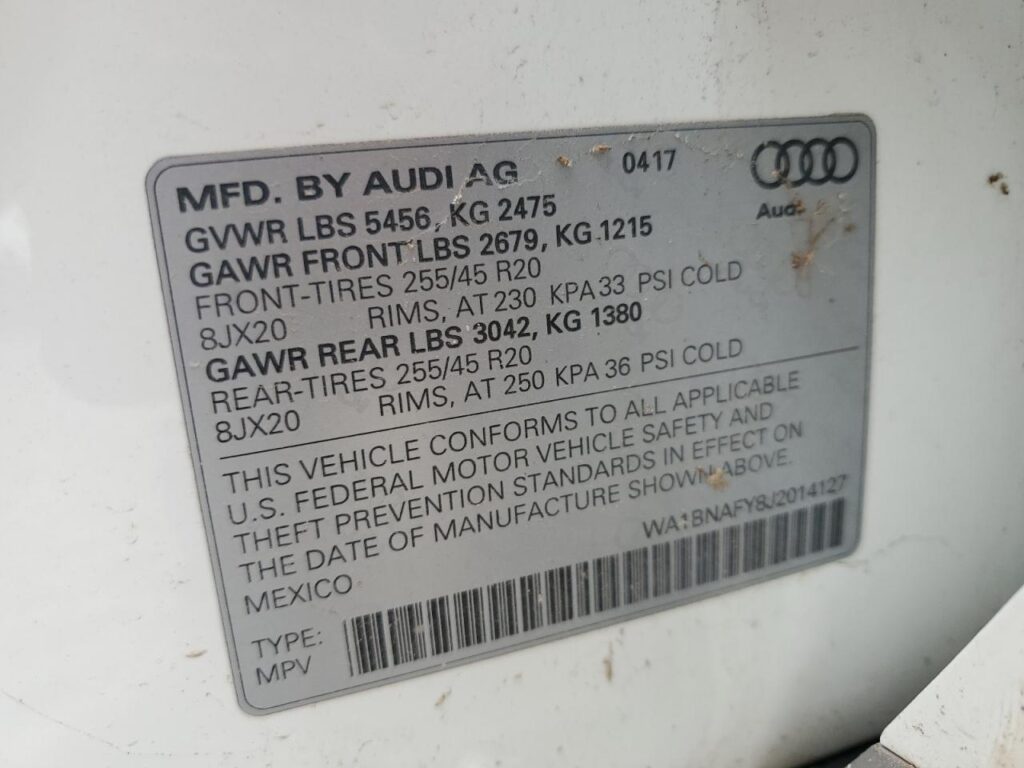 MFD. BY AUDI AG 0417
Audi
GVWR LBS 5456, KG 2475
GAWR FRONT LBS 2679, KG 1215
FRONT-TIRES 255/45 R20
8JX20 RIMS, AT 230 KPA 33 PSI COLD
GAWR REAR LBS 3042, KG 1380
REAR-TIRES 255/45 R20
8JX20 RIMS, AT 250 KPA 36 PSI COLD
THIS VEHICLE CONFORMS TO ALL APPLICABLE
U.S. FEDERAL MOTOR VEHICLE SAFETY AND
THEFT PREVENTION STANDARDS IN EFFECT ON
THE DATE OF MANUFACTURE SHOWN ABOVE.
MEXICO WA1BNAFY8J2014127
TYPE:
MPV